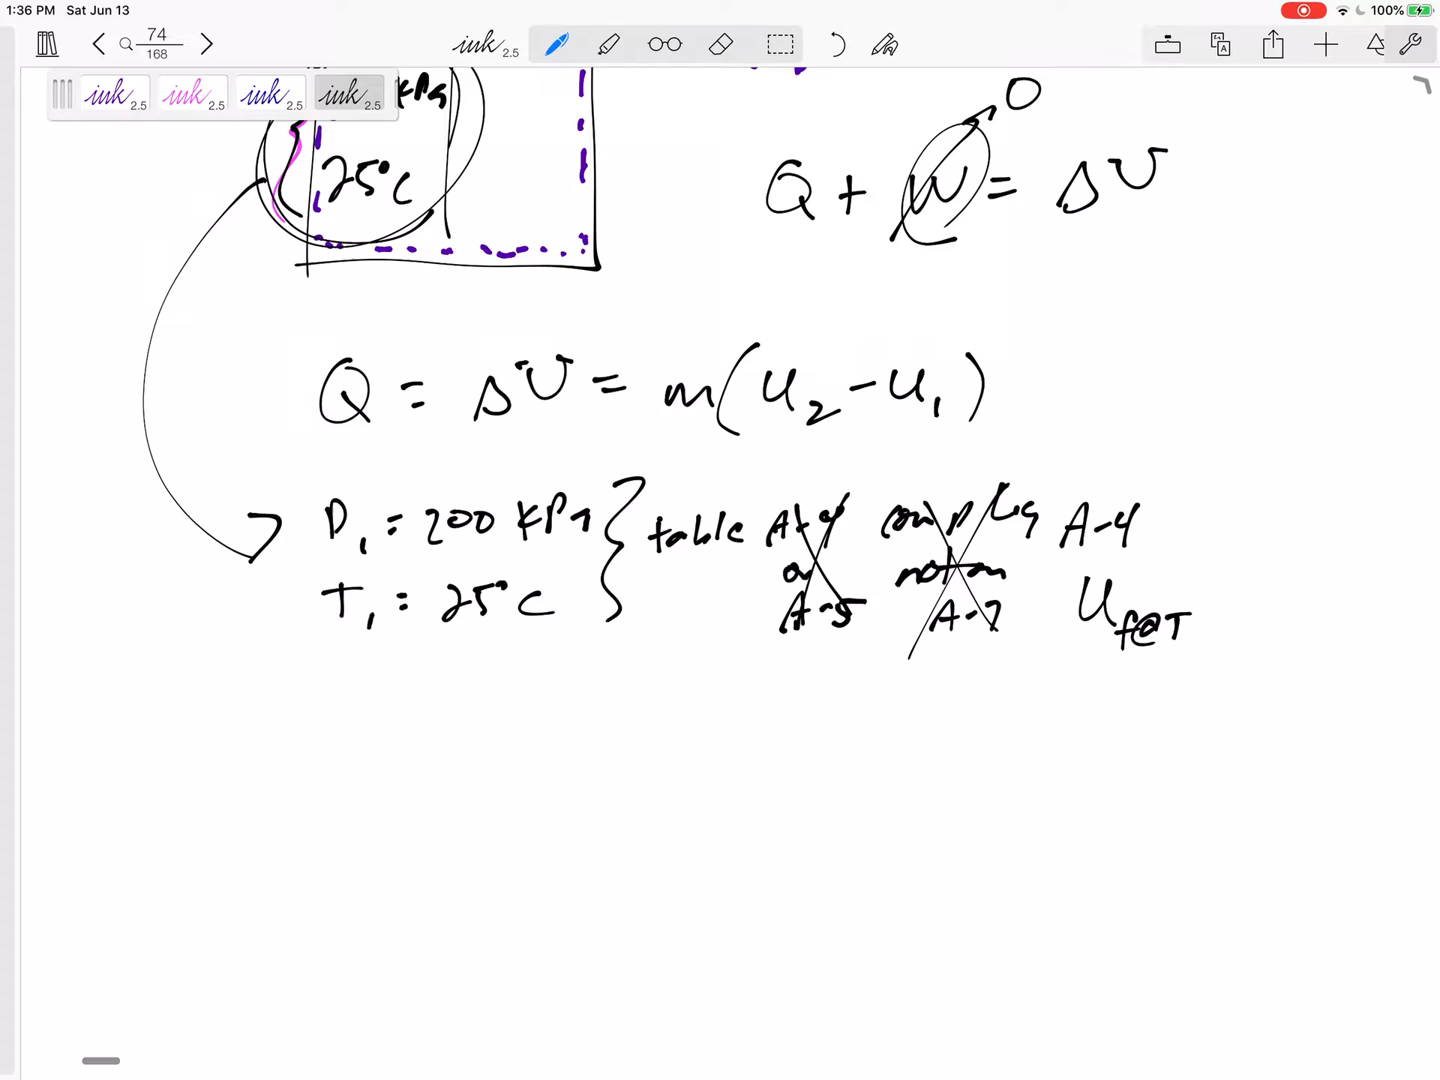 1:36 PM Sat Jun 13
100%
74
168
ink 2.5
ink 2.5 ink 2.5 ink 2.5 ink 2.5
kPa
25°C
Q + W = ΔU
0
Q = ΔU = m(u₂ - u₁)
P₁ = 200 kPa } table A-4 comp liq A-4
or not on
T₁ = 25°C A-5 A-7 U f@T